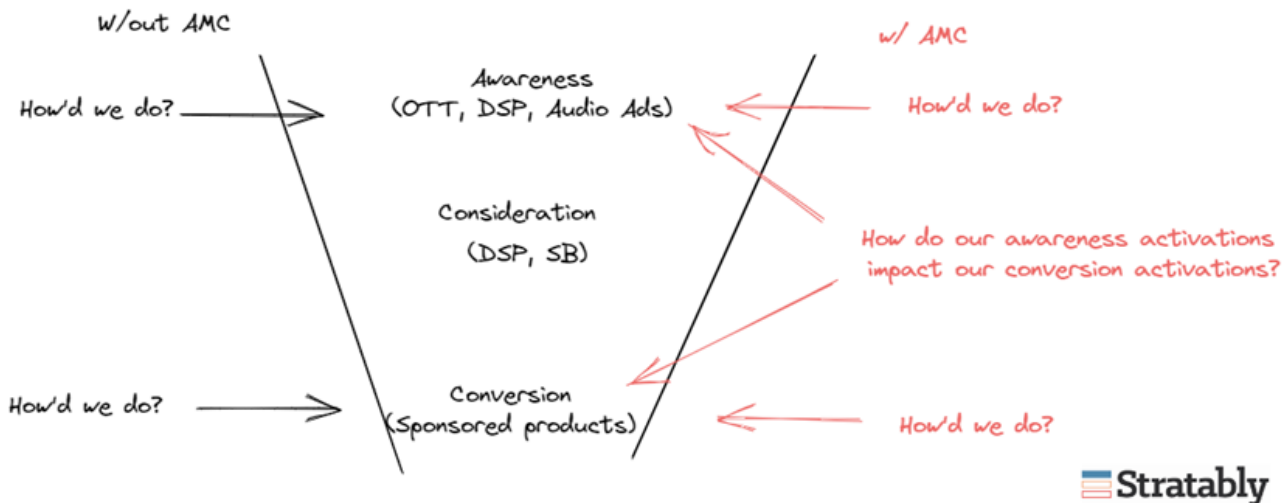 W/out AMC
w/ AMC
How'd we do?
Awareness
(OTT, DSP, Audio Ads)
How'd we do?
Consideration
(DSP, SB)
How do our awareness activations
impact our conversion activations?
How'd we do?
Conversion
(Sponsored products)
How'd we do?
Stratably